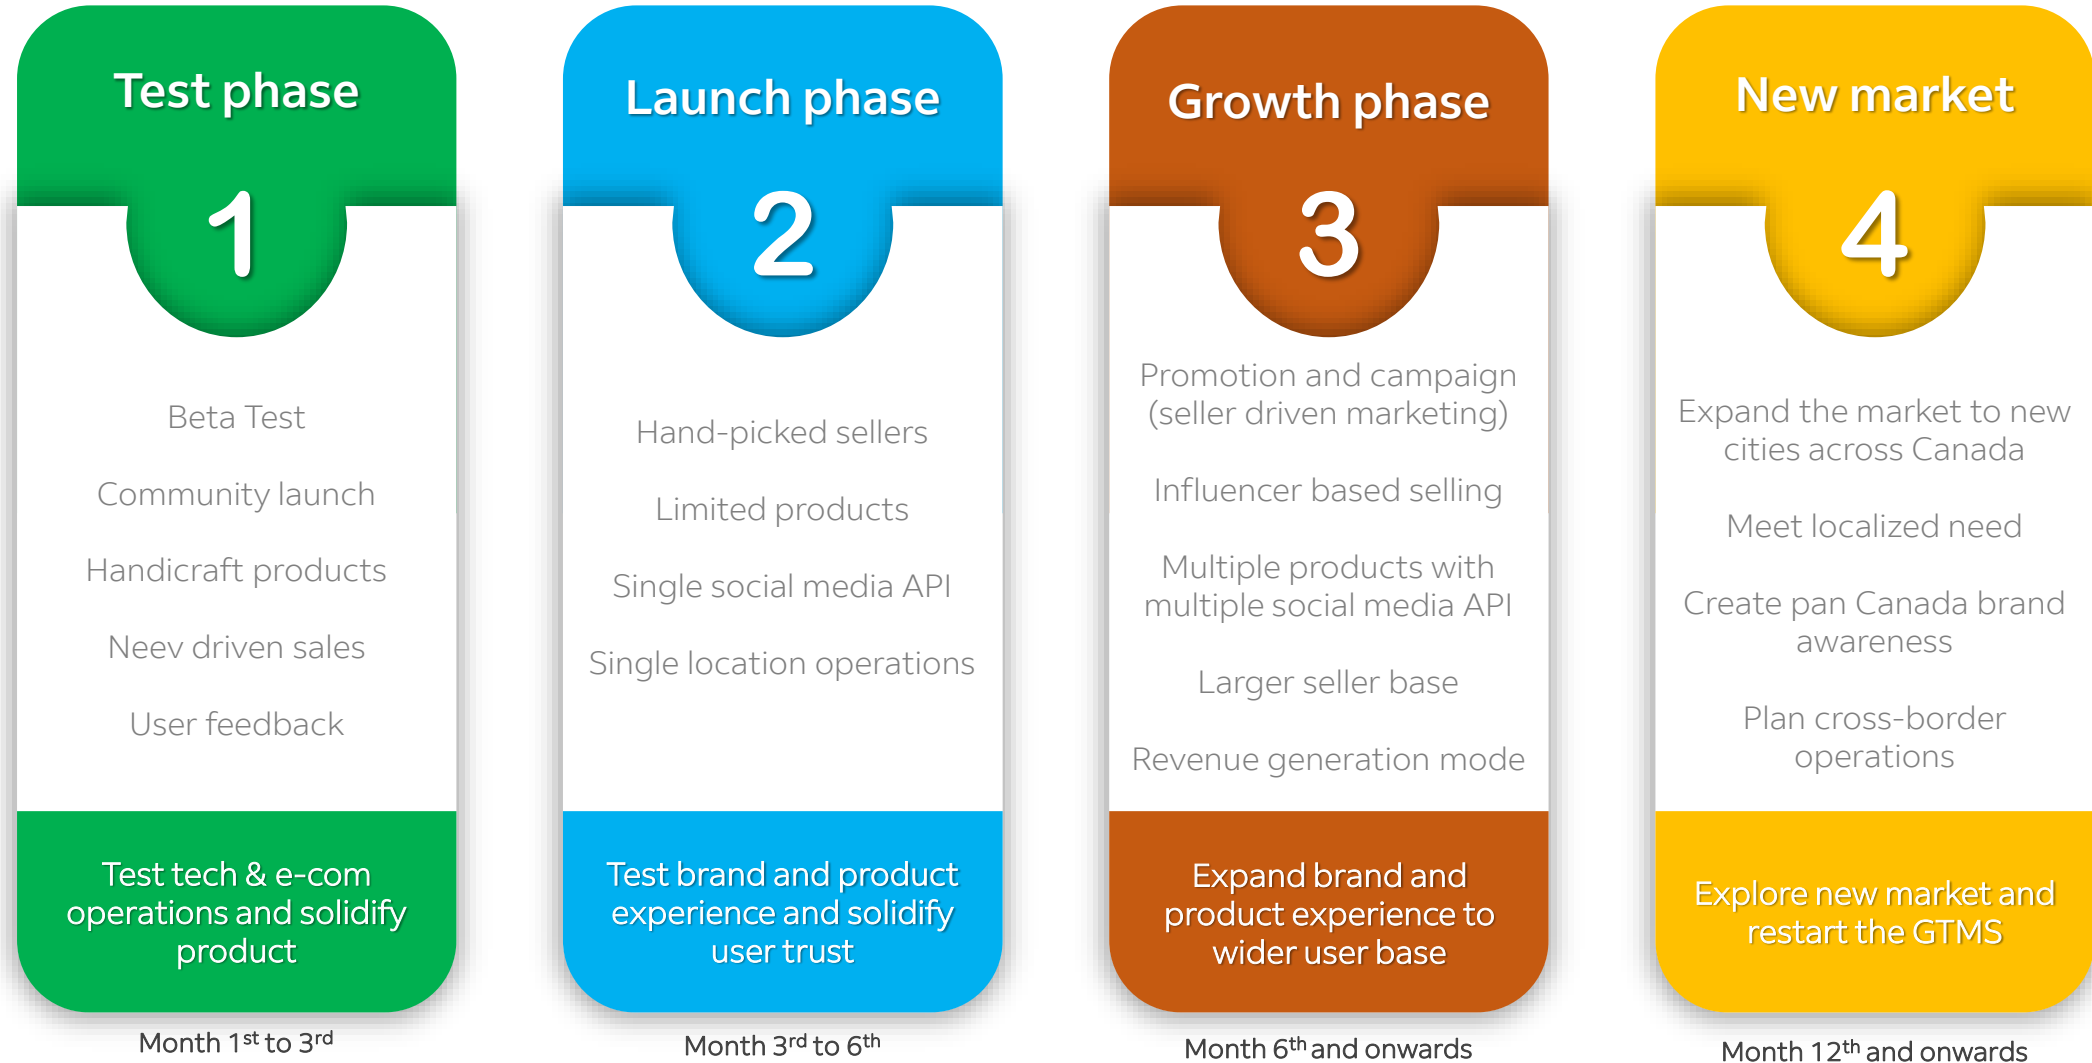 Test phase
1
Beta Test
Community launch
Handicraft products
Neev driven sales
User feedback
Test tech & e-com
operations and solidify
product
Month 1st to 3rd
Launch phase
2
Hand-picked sellers
Limited products
Single social media API
Single location operations
Test brand and product
experience and solidify
user trust
Month 3rd to 6th
Growth phase
3
Promotion and campaign
(seller driven marketing)
Influencer based selling
Multiple products with
multiple social media API
Larger seller base
Revenue generation mode
Expand brand and
product experience to
wider user base
Month 6th and onwards
New market
4
Expand the market to new
cities across Canada
Meet localized need
Create pan Canada brand
awareness
Plan cross-border
operations
Explore new market and
restart the GTMS
Month 12th and onwards